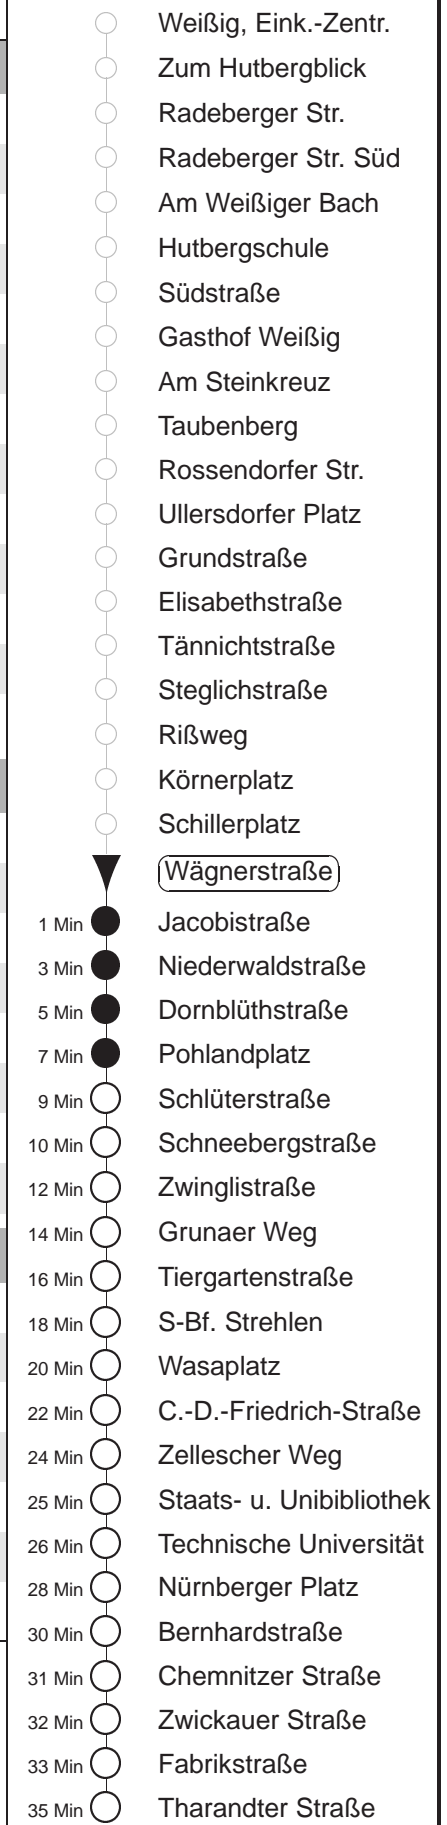 Weißig, Eink.-Zentr.
Zum Hutbergblick
Radeberger Str.
Radeberger Str. Süd
Am Weißiger Bach
Hutbergschule
Südstraße
Gasthof Weißig
Am Steinkreuz
Taubenberg
Rossendorfer Str.
Ullersdorfer Platz
Grundstraße
Elisabethstraße
Tännichtstraße
Steglichstraße
Rißweg
Körnerplatz
Schillerplatz
Wägnerstraße
1 Min Jacobistraße
3 Min Niederwaldstraße
5 Min Dornblüthstraße
7 Min Pohlandplatz
9 Min Schlüterstraße
10 Min Schneebergstraße
12 Min Zwinglistraße
14 Min Grunaer Weg
16 Min Tiergartenstraße
18 Min S-Bf. Strehlen
20 Min Wasaplatz
22 Min C.-D.-Friedrich-Straße
24 Min Zellescher Weg
25 Min Staats- u. Unibibliothek
26 Min Technische Universität
28 Min Nürnberger Platz
30 Min Bernhardstraße
31 Min Chemnitzer Straße
32 Min Zwickauer Straße
33 Min Fabrikstraße
35 Min Tharandter Straße